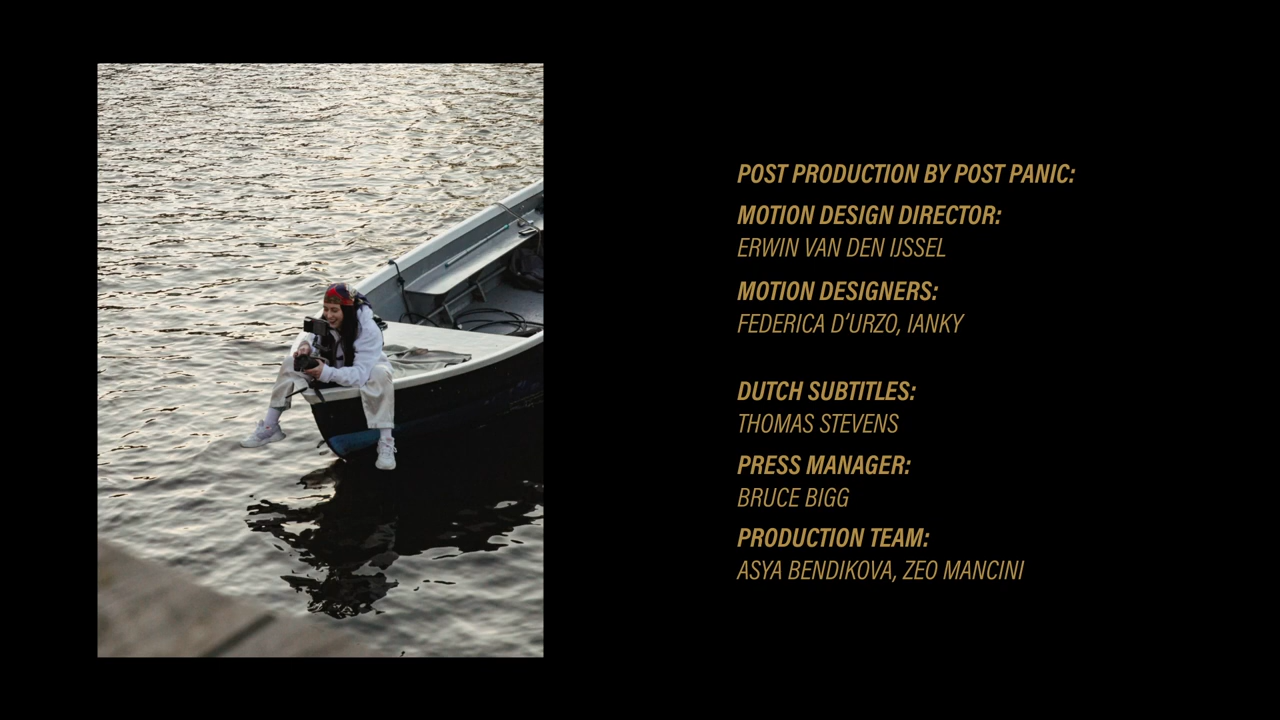 POST PRODUCTION BY POST PANIC:
MOTION DESIGN DIRECTOR:
ERWIN VAN DEN IJSSEL
MOTION DESIGNERS:
FEDERICA D’URZO, IANKY
DUTCH SUBTITLES:
THOMAS STEVENS
PRESS MANAGER:
BRUCE BIGG
PRODUCTION TEAM:
ASYA BENDIKOVA, ZEO MANCINI